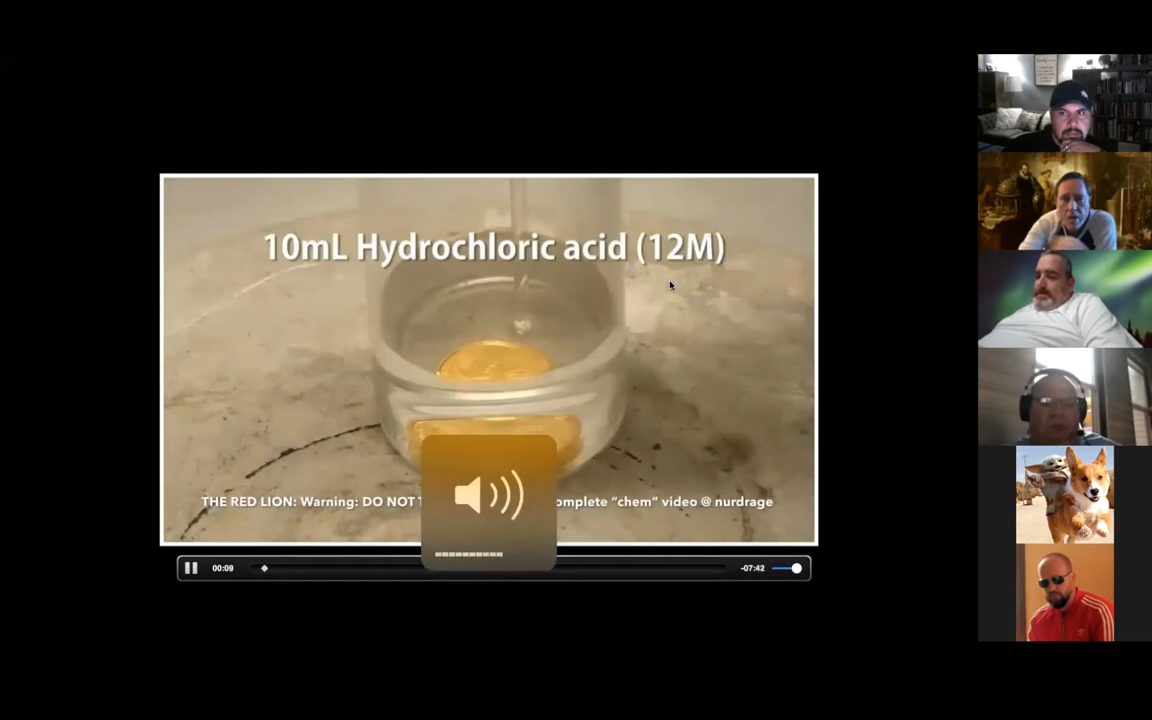 10mL Hydrochloric acid (12M)
THE RED LION: Warning: DO NOT omplete “chem” video @ nurdrage
00:09
-07:42